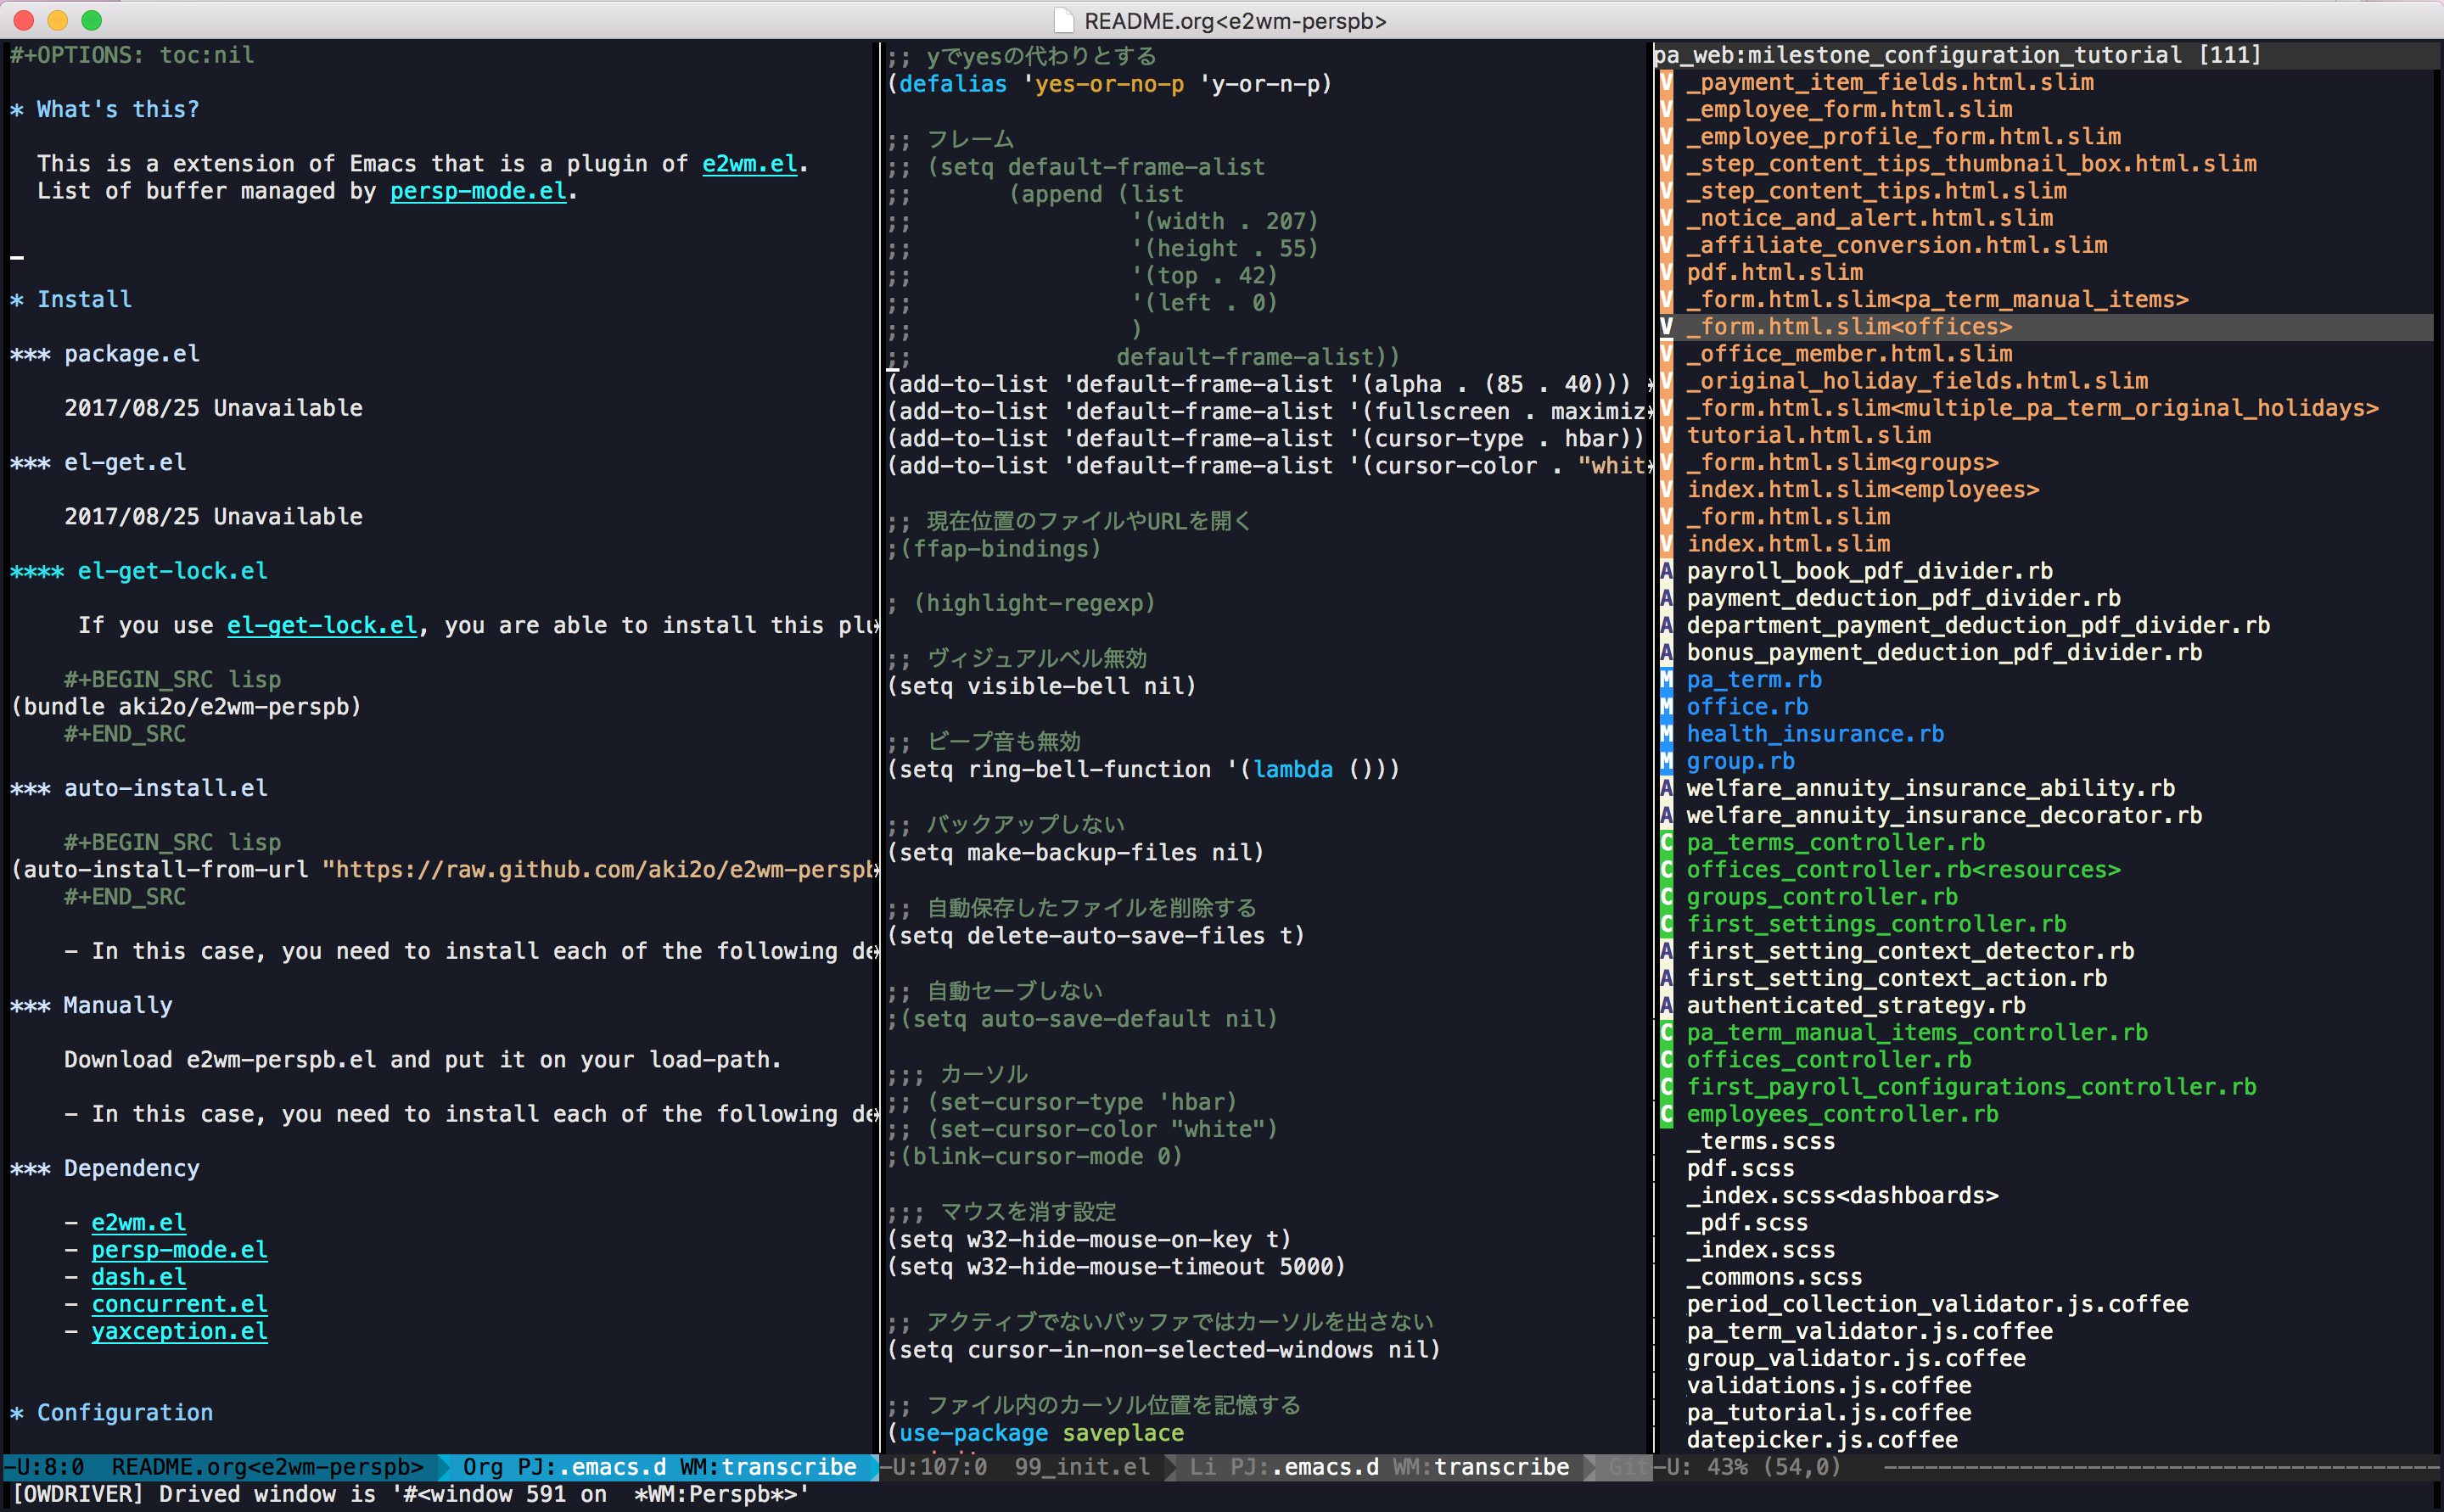 README.org<e2wm-perspb>
#+OPTIONS: toc:nil
* What's this?
This is a extension of Emacs that is a plugin of e2wm.el.
List of buffer managed by persp-mode.el.
* Install
*** package.el
2017/08/25 Unavailable
*** el-get.el
2017/08/25 Unavailable
**** el-get-lock.el
If you use el-get-lock.el, you are able to install this plu
#+BEGIN_SRC lisp
(bundle aki2o/e2wm-perspb)
#+END_SRC
*** auto-install.el
#+BEGIN_SRC lisp
(auto-install-from-url "https://raw.github.com/aki2o/e2wm-perspb
#+END_SRC
- In this case, you need to install each of the following de
*** Manually
Download e2wm-perspb.el and put it on your load-path.
- In this case, you need to install each of the following de
*** Dependency
- e2wm.el
- persp-mode.el
- dash.el
- concurrent.el
- yaxception.el
* Configuration
-U:8:0 README.org<e2wm-perspb> Org PJ:.emacs.d WM:transcribe
;; yでyesの代わりとする
(defalias 'yes-or-no-p 'y-or-n-p)
;; フレーム
;; (setq default-frame-alist
;; (append (list
;; '(width . 207)
;; '(height . 55)
;; '(top . 42)
;; '(left . 0)
;; )
;; default-frame-alist))
(add-to-list 'default-frame-alist '(alpha . (85 . 40)))
(add-to-list 'default-frame-alist '(fullscreen . maximiz
(add-to-list 'default-frame-alist '(cursor-type . hbar))
(add-to-list 'default-frame-alist '(cursor-color . "whit
;; 現在位置のファイルやURLを開く
;(ffap-bindings)
; (highlight-regexp)
;; ヴィジュアルベル無効
(setq visible-bell nil)
;; ビープ音も無効
(setq ring-bell-function '(lambda ()))
;; バックアップしない
(setq make-backup-files nil)
;; 自動保存したファイルを削除する
(setq delete-auto-save-files t)
;; 自動セーブしない
;(setq auto-save-default nil)
;;; カーソル
;; (set-cursor-type 'hbar)
;; (set-cursor-color "white")
;(blink-cursor-mode 0)
;;; マウスを消す設定
(setq w32-hide-mouse-on-key t)
(setq w32-hide-mouse-timeout 5000)
;; アクティブでないバッファではカーソルを出さない
(setq cursor-in-non-selected-windows nil)
;; ファイル内のカーソル位置を記憶する
(use-package saveplace
-U:107:0 99_init.el Li PJ:.emacs.d WM:transcribe Git
pa_web:milestone_configuration_tutorial [111]
V _payment_item_fields.html.slim
V _employee_form.html.slim
V _employee_profile_form.html.slim
V _step_content_tips_thumbnail_box.html.slim
V _step_content_tips.html.slim
V _notice_and_alert.html.slim
V _affiliate_conversion.html.slim
V pdf.html.slim
V _form.html.slim<pa_term_manual_items>
V _form.html.slim<offices>
V _office_member.html.slim
V _original_holiday_fields.html.slim
V _form.html.slim<multiple_pa_term_original_holidays>
V tutorial.html.slim
V _form.html.slim<groups>
V index.html.slim<employees>
V _form.html.slim
V index.html.slim
A payroll_book_pdf_divider.rb
A payment_deduction_pdf_divider.rb
A department_payment_deduction_pdf_divider.rb
A bonus_payment_deduction_pdf_divider.rb
M pa_term.rb
M office.rb
M health_insurance.rb
M group.rb
A welfare_annuity_insurance_ability.rb
A welfare_annuity_insurance_decorator.rb
C pa_terms_controller.rb
C offices_controller.rb<resources>
C groups_controller.rb
C first_settings_controller.rb
A first_setting_context_detector.rb
A first_setting_context_action.rb
A authenticated_strategy.rb
C pa_term_manual_items_controller.rb
C offices_controller.rb
C first_payroll_configurations_controller.rb
C employees_controller.rb
_terms.scss
pdf.scss
_index.scss<dashboards>
_pdf.scss
_index.scss
_commons.scss
period_collection_validator.js.coffee
pa_term_validator.js.coffee
group_validator.js.coffee
validations.js.coffee
pa_tutorial.js.coffee
datepicker.js.coffee
-U: 43% (54,0) ----------------------------------------
[OWDRIVER] Drived window is '#<window 591 on *WM:Perspb*>'